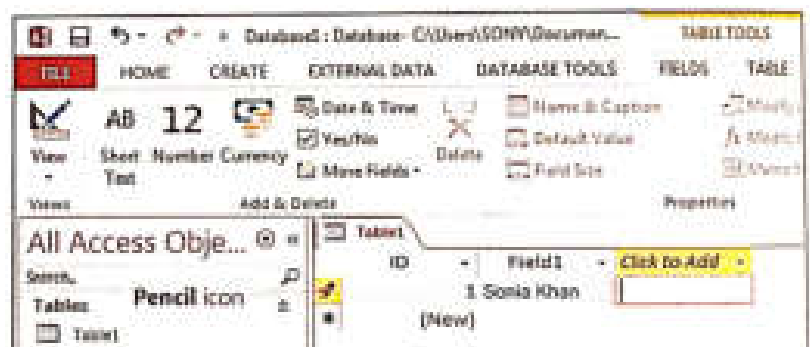 Database1 : Database- C:\Users\SONY\Documen... TABLE TOOLS
FILE HOME CREATE EXTERNAL DATA DATABASE TOOLS FIELDS TABLE
View
AB Short Text
12 Number
Currency
Date & Time
Yes/No
More Fields
Delete
Name & Caption
Default Value
Field Size
Modify
fx
Views Add & Delete Properties
All Access Obje...
Search..
Tables
Table1
Pencil icon
Table1
ID Field1 Click to Add
1 Sonia Khan
(New)